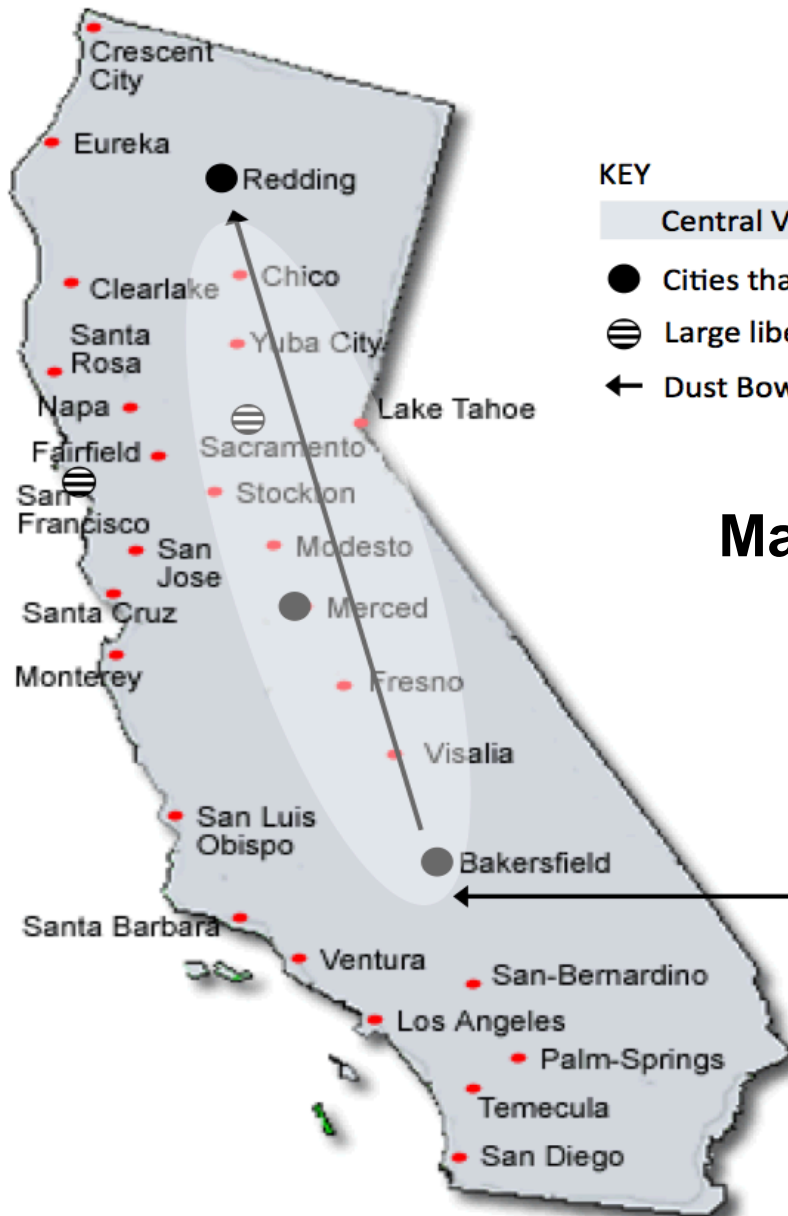 Crescent
City
Eureka
Redding
KEY
Central V
Chico
Cities tha
Clearlake
Santa
Rosa
Yuba City
Large libe
Dust Bow
Napa
Lake Tahoe
Fairfield
Sacramento
San
Francisco
Stockton
Ma
San
Jose
Modesto
Santa Cruz
Merced
Monterey
Fresno
Visalia
San Luis
Obispo
Bakersfield
Santa Barbara
Ventura
San-Bernardino
Los Angeles
Palm-Springs
Temecula
San Diego